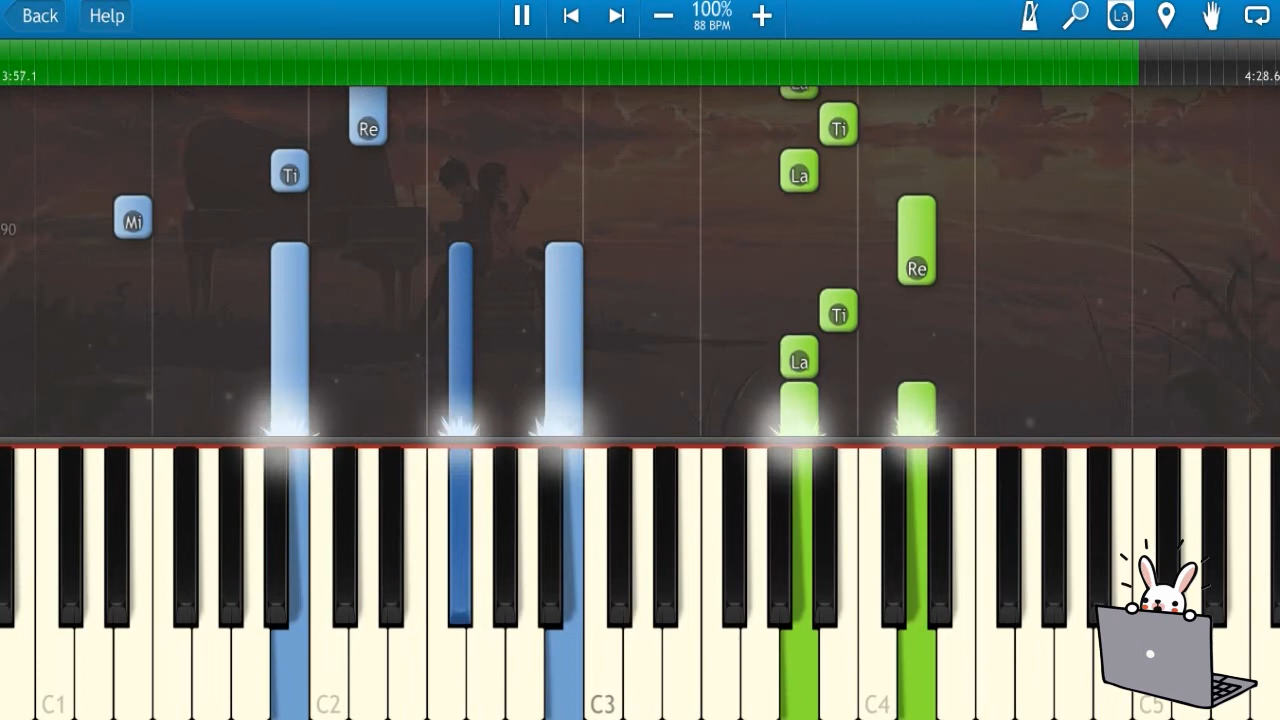 Back Help 100%
88 BPM
La
3:57.1 4:28.6
La
Re Ti
Ti La
Mi
90
Re
Ti
La
C1 C2 C3 C4 C5